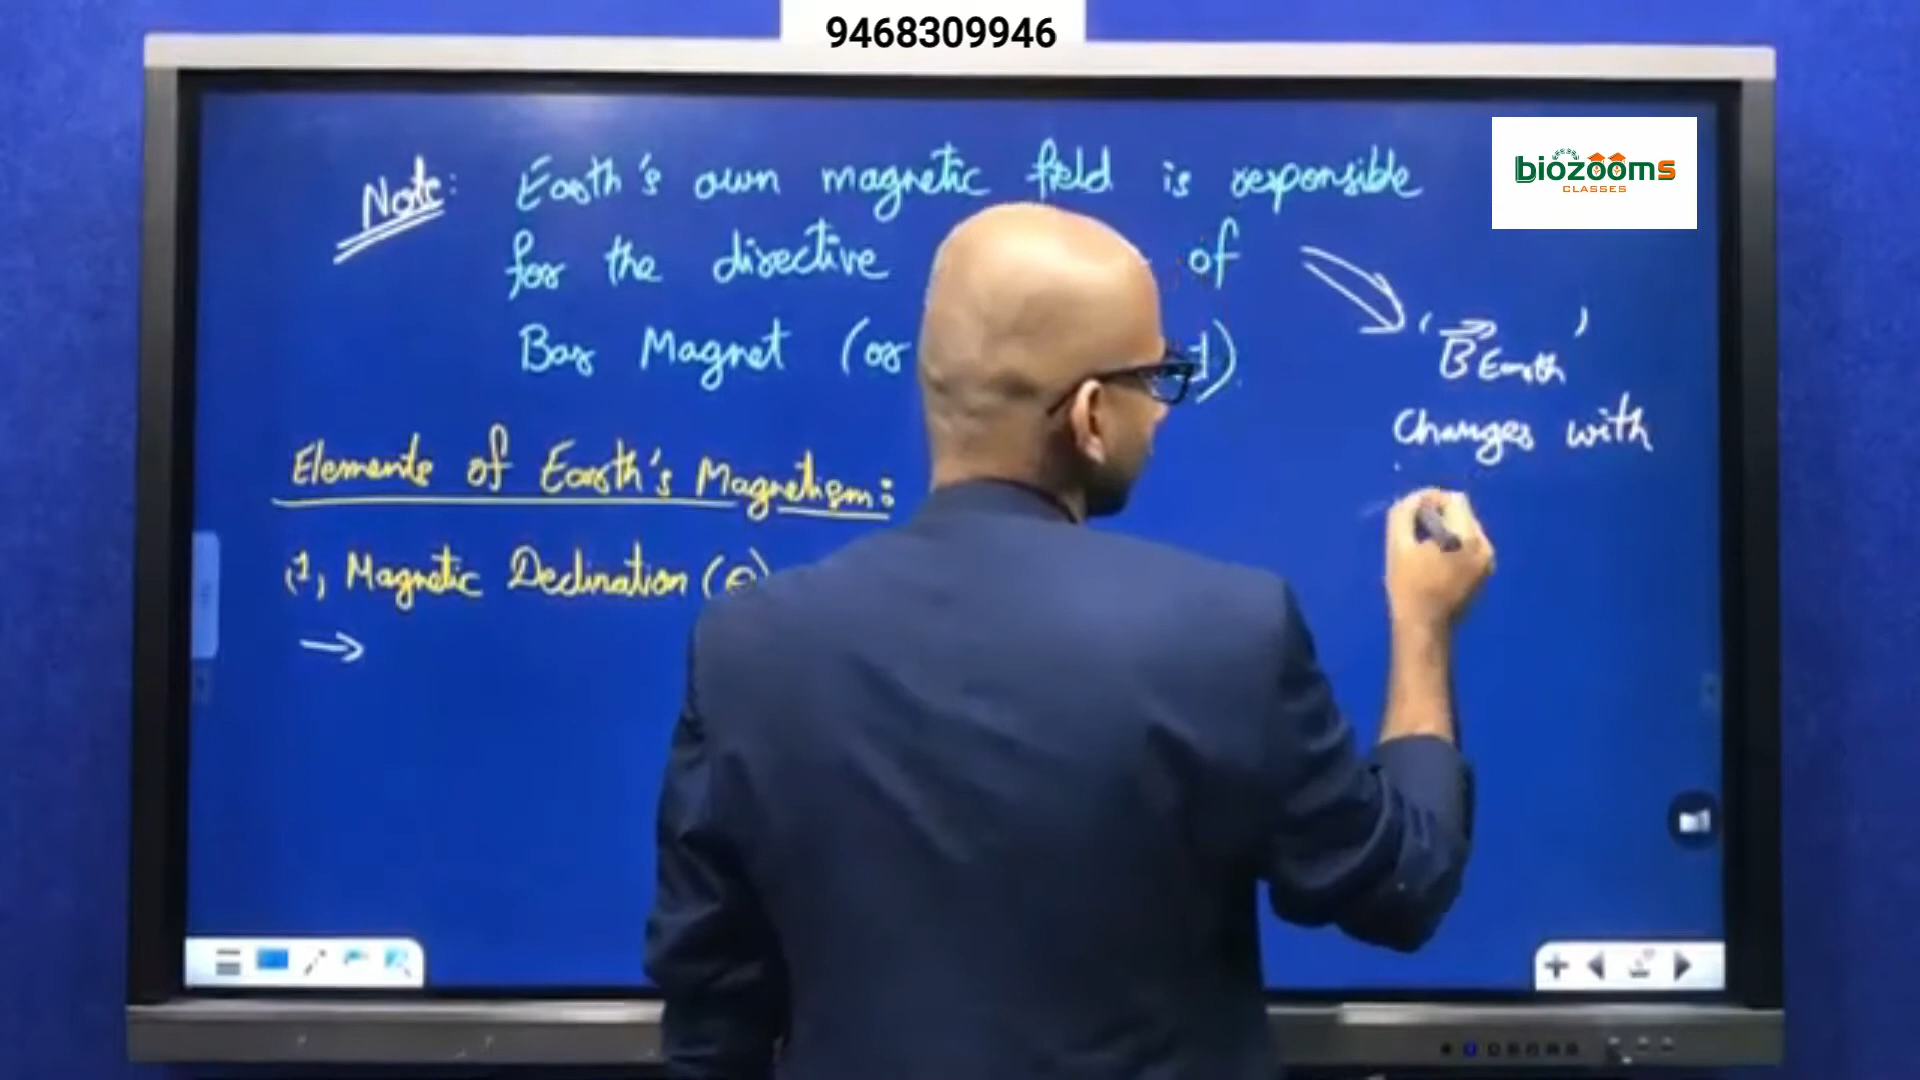 9468309946
biozooms
CLASSES
Note: Earth's own magnetic field is responsible
for the directive of
Bar Magnet (or
'B Earth'
Changes with
Elements of Earth's Magnetism:
(1) Magnetic Declination (θ)
→